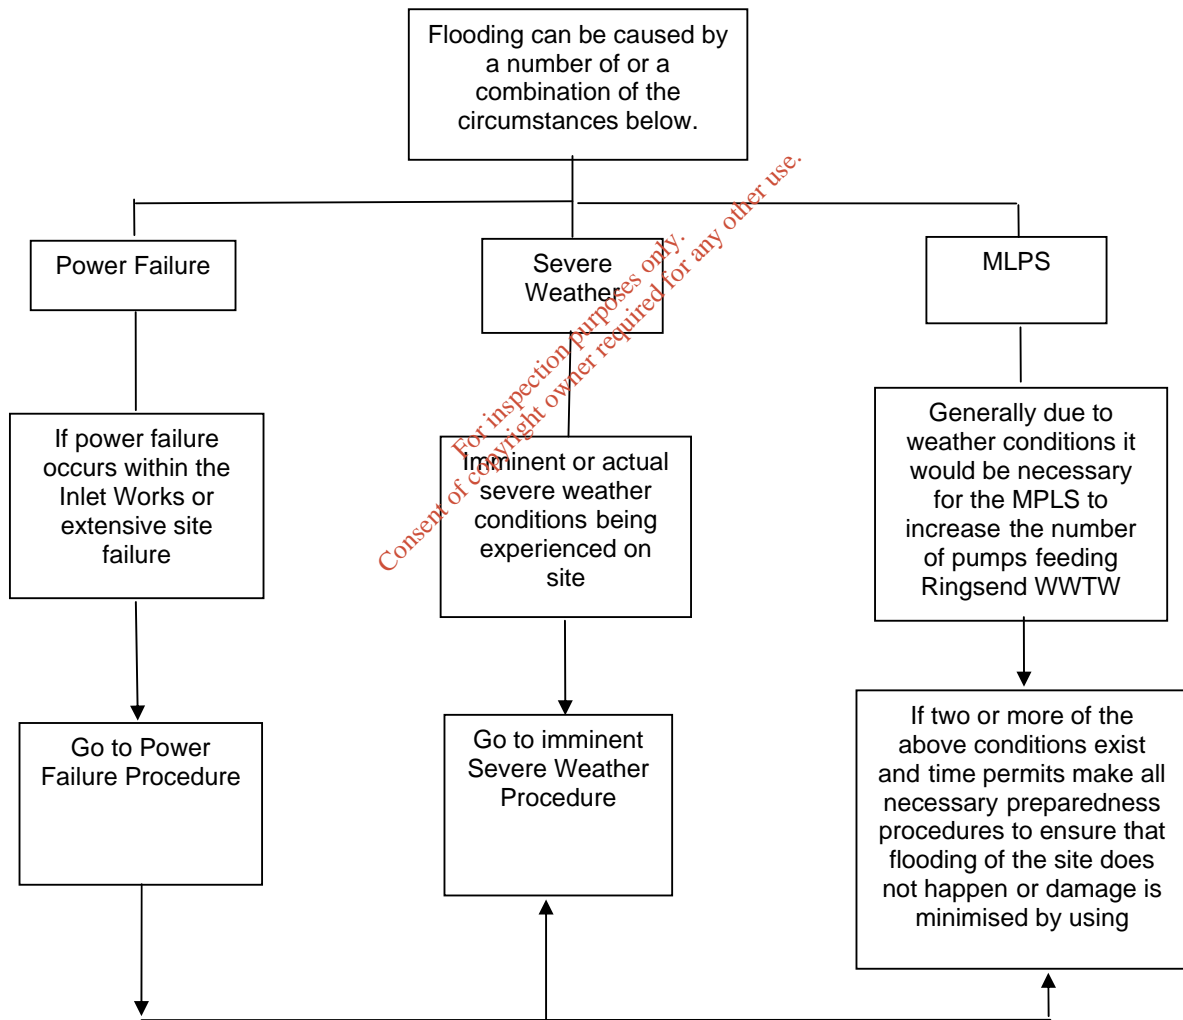 Flooding can be caused by
a number of or a
combination of the
circumstances below.
Power Failure
Severe
Weather
MLPS
If power failure
occurs within the
Inlet Works or
extensive site
failure
Imminent or actual
severe weather
conditions being
experienced on
site
Generally due to
weather conditions it
would be necessary
for the MPLS to
increase the number
of pumps feeding
Ringsend WWTW
Go to Power
Failure Procedure
Go to imminent
Severe Weather
Procedure
If two or more of the
above conditions exist
and time permits make all
necessary preparedness
procedures to ensure that
flooding of the site does
not happen or damage is
minimised by using
For inspection purposes only.
Consent of copyright owner required for any other use.